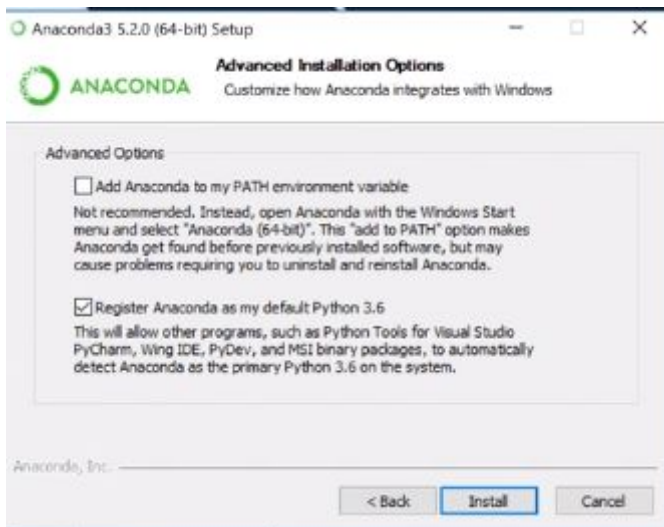 Anaconda3 5.2.0 (64-bit) Setup
ANACONDA
Advanced Installation Options
Customize how Anaconda integrates with Windows
Advanced Options
Add Anaconda to my PATH environment variable
Not recommended. Instead, open Anaconda with the Windows Start
menu and select "Anaconda (64-bit)". This "add to PATH" option makes
Anaconda get found before previously installed software, but may
cause problems requiring you to uninstall and reinstall Anaconda.
Register Anaconda as my default Python 3.6
This will allow other programs, such as Python Tools for Visual Studio
PyCharm, Wing IDE, PyDev, and MSI binary packages, to automatically
detect Anaconda as the primary Python 3.6 on the system.
Anaconda, Inc.
< Back
Install
Cancel